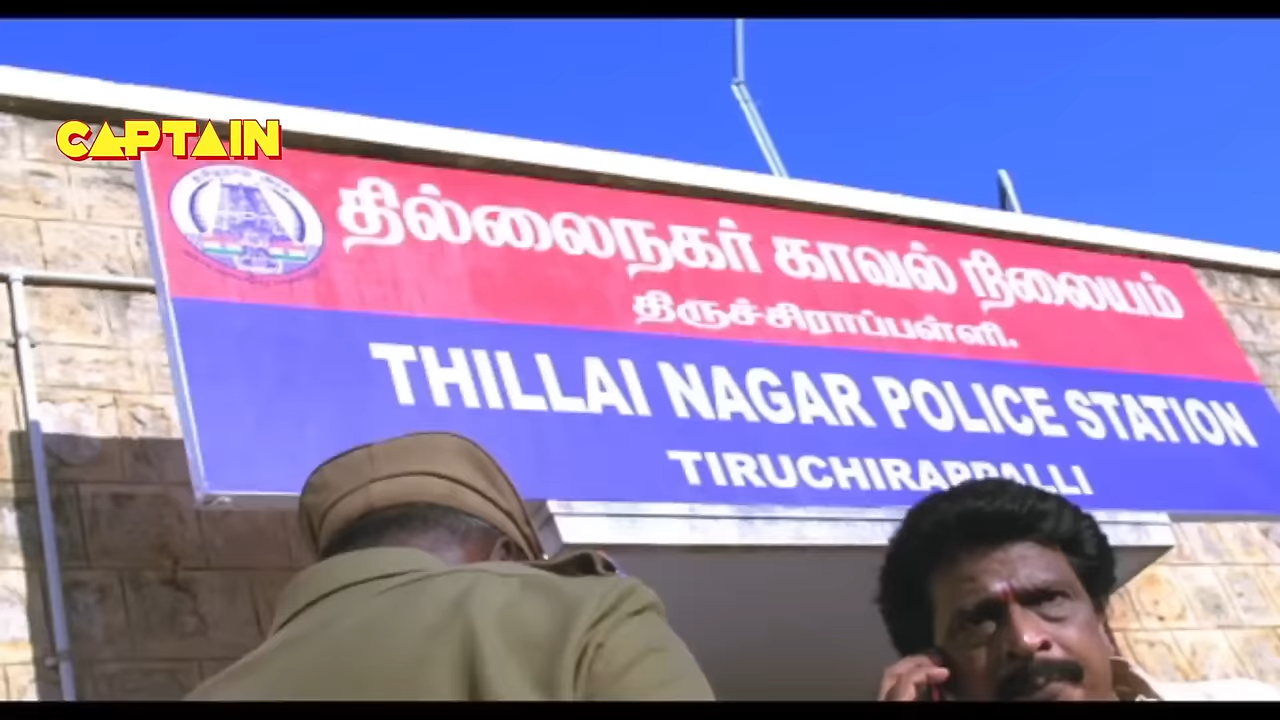 CAPTAIN
தில்லைநகர் காவல் நிலையம்
திருச்சிராப்பள்ளி.
THILLAI NAGAR POLICE STATION
TIRUCHIRAPPALLI